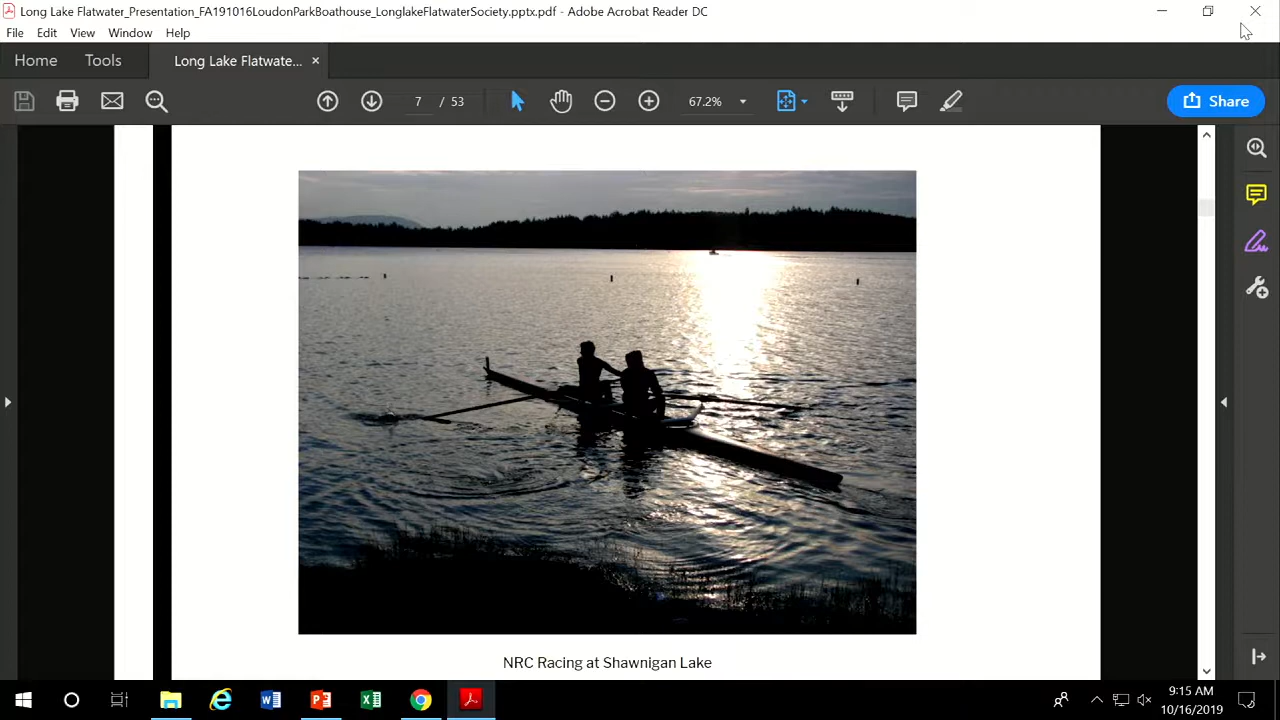 Long Lake Flatwater_Presentation_FA191016LoudonParkBoathouse_LonglakeFlatwaterSociety.pptx.pdf - Adobe Acrobat Reader DC
File Edit View Window Help
Home Tools Long Lake Flatwate... ×
7 / 53 67.2% Share
NRC Racing at Shawnigan Lake
9:15 AM
10/16/2019